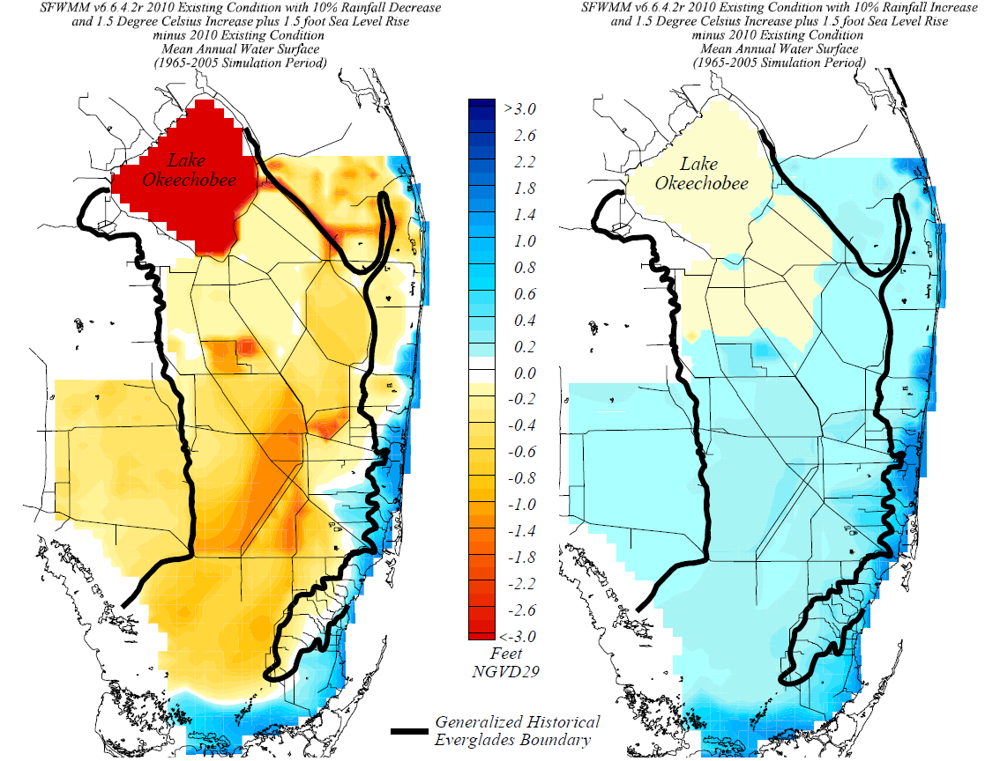 SFWMM v6.6.4.2r 2010 Existing Condition with 10% Rainfall Decrease
and 1.5 Degree Celsius Increase plus 1.5 foot Sea Level Rise
minus 2010 Existing Condition
Mean Annual Water Surface
(1965-2005 Simulation Period)
SFWMM v6.6.4.2r 2010 Existing Condition with 10% Rainfall Increase
and 1.5 Degree Celsius Increase plus 1.5 foot Sea Level Rise
minus 2010 Existing Condition
Mean Annual Water Surface
(1965-2005 Simulation Period)
Lake
Okeechobee
>3.0
2.6
2.2
1.8
1.4
1.0
0.8
0.6
0.4
0.2
0.0
-0.2
-0.4
-0.6
-0.8
-1.0
-1.4
-1.8
-2.2
-2.6
<-3.0
Feet
NGVD29
Lake
Okeechobee
Generalized Historical
Everglades Boundary